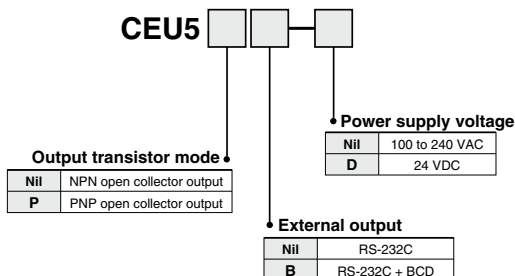 CEU5
Power supply voltage
Nil 100 to 240 VAC
D 24 VDC
Output transistor mode
Nil NPN open collector output
P PNP open collector output
External output
Nil RS-232C
B RS-232C + BCD